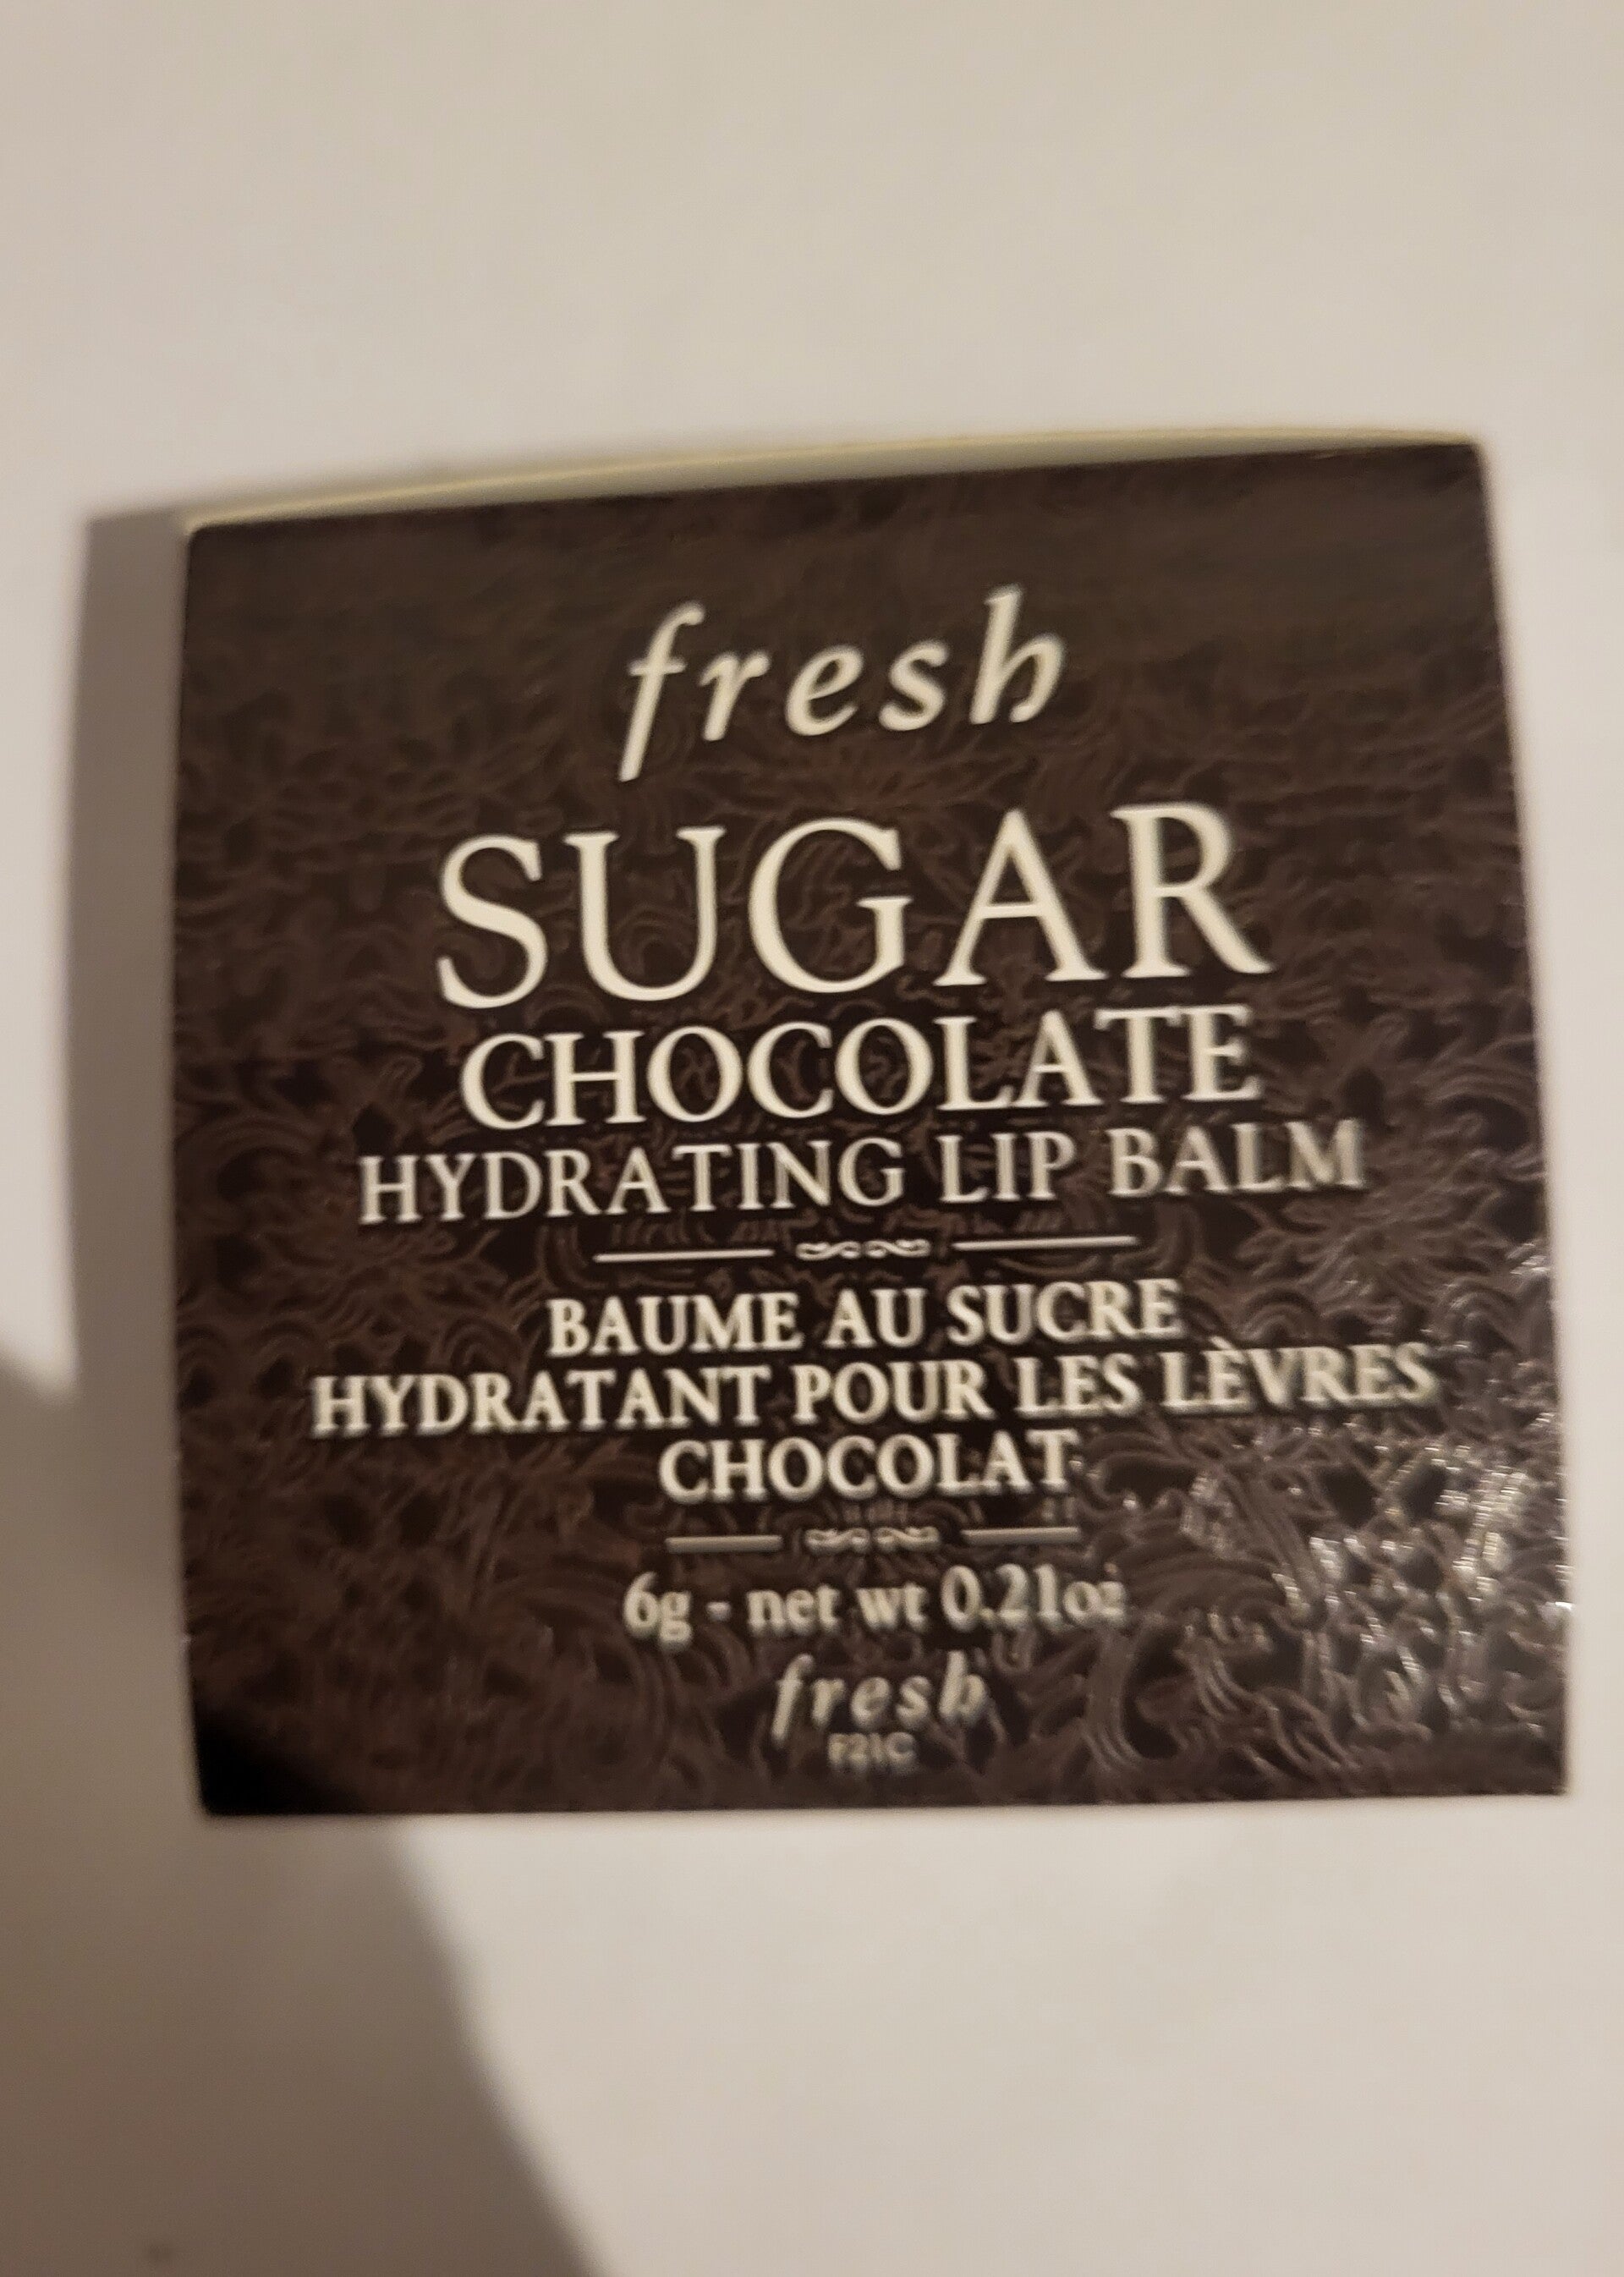 fresh
SUGAR
CHOCOLATE
HYDRATING LIP BALM
BAUME AU SUCRE
HYDRATANT POUR LES LÈVRES
CHOCOLAT
6g - net wt 0.21oz
fresh
F21C